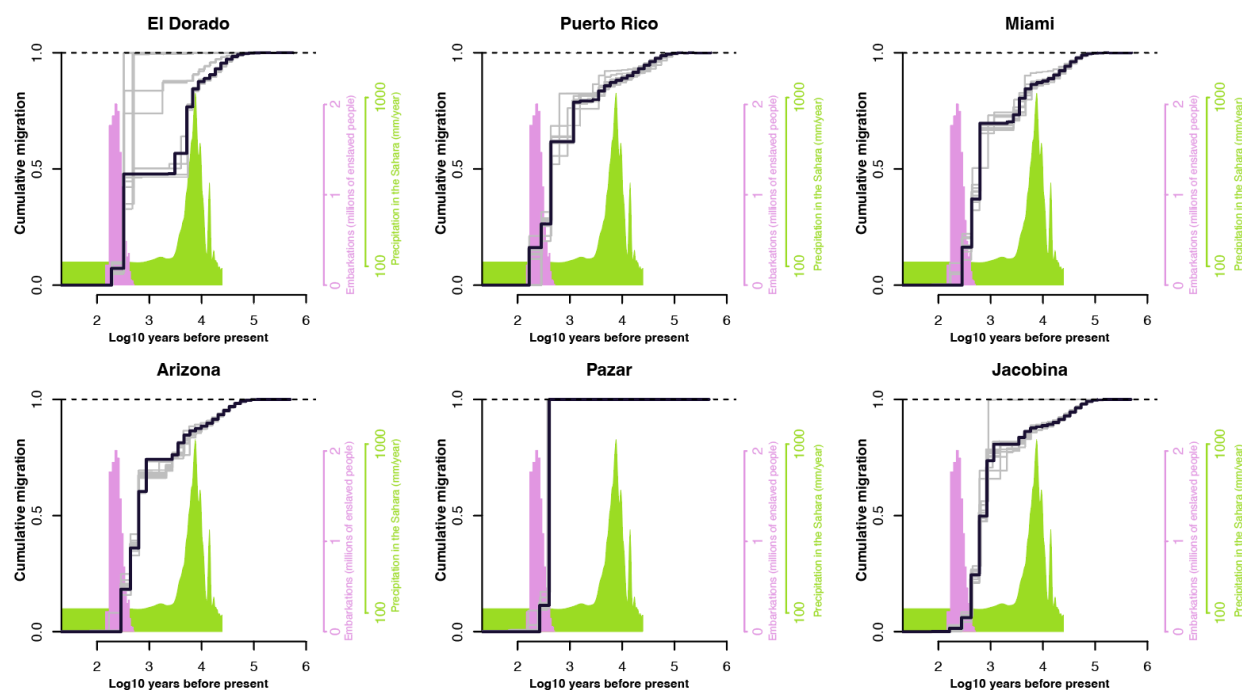 El Dorado
Cumulative migration
1.0
0.5
0.0
2 3 4 5 6
Log10 years before present
0 1 2
Embarkations (millions of enslaved people)
100 1000
Precipitation in the Sahara (mm/year)
Puerto Rico
Cumulative migration
1.0
0.5
0.0
2 3 4 5 6
Log10 years before present
0 1 2
Embarkations (millions of enslaved people)
100 1000
Precipitation in the Sahara (mm/year)
Miami
Cumulative migration
1.0
0.5
0.0
2 3 4 5 6
Log10 years before present
0 1 2
Embarkations (millions of enslaved people)
100 1000
Precipitation in the Sahara (mm/year)
Arizona
Cumulative migration
1.0
0.5
0.0
2 3 4 5 6
Log10 years before present
0 1 2
Embarkations (millions of enslaved people)
100 1000
Precipitation in the Sahara (mm/year)
Pazar
Cumulative migration
1.0
0.5
0.0
2 3 4 5 6
Log10 years before present
0 1 2
Embarkations (millions of enslaved people)
100 1000
Precipitation in the Sahara (mm/year)
Jacobina
Cumulative migration
1.0
0.5
0.0
2 3 4 5 6
Log10 years before present
0 1 2
Embarkations (millions of enslaved people)
100 1000
Precipitation in the Sahara (mm/year)